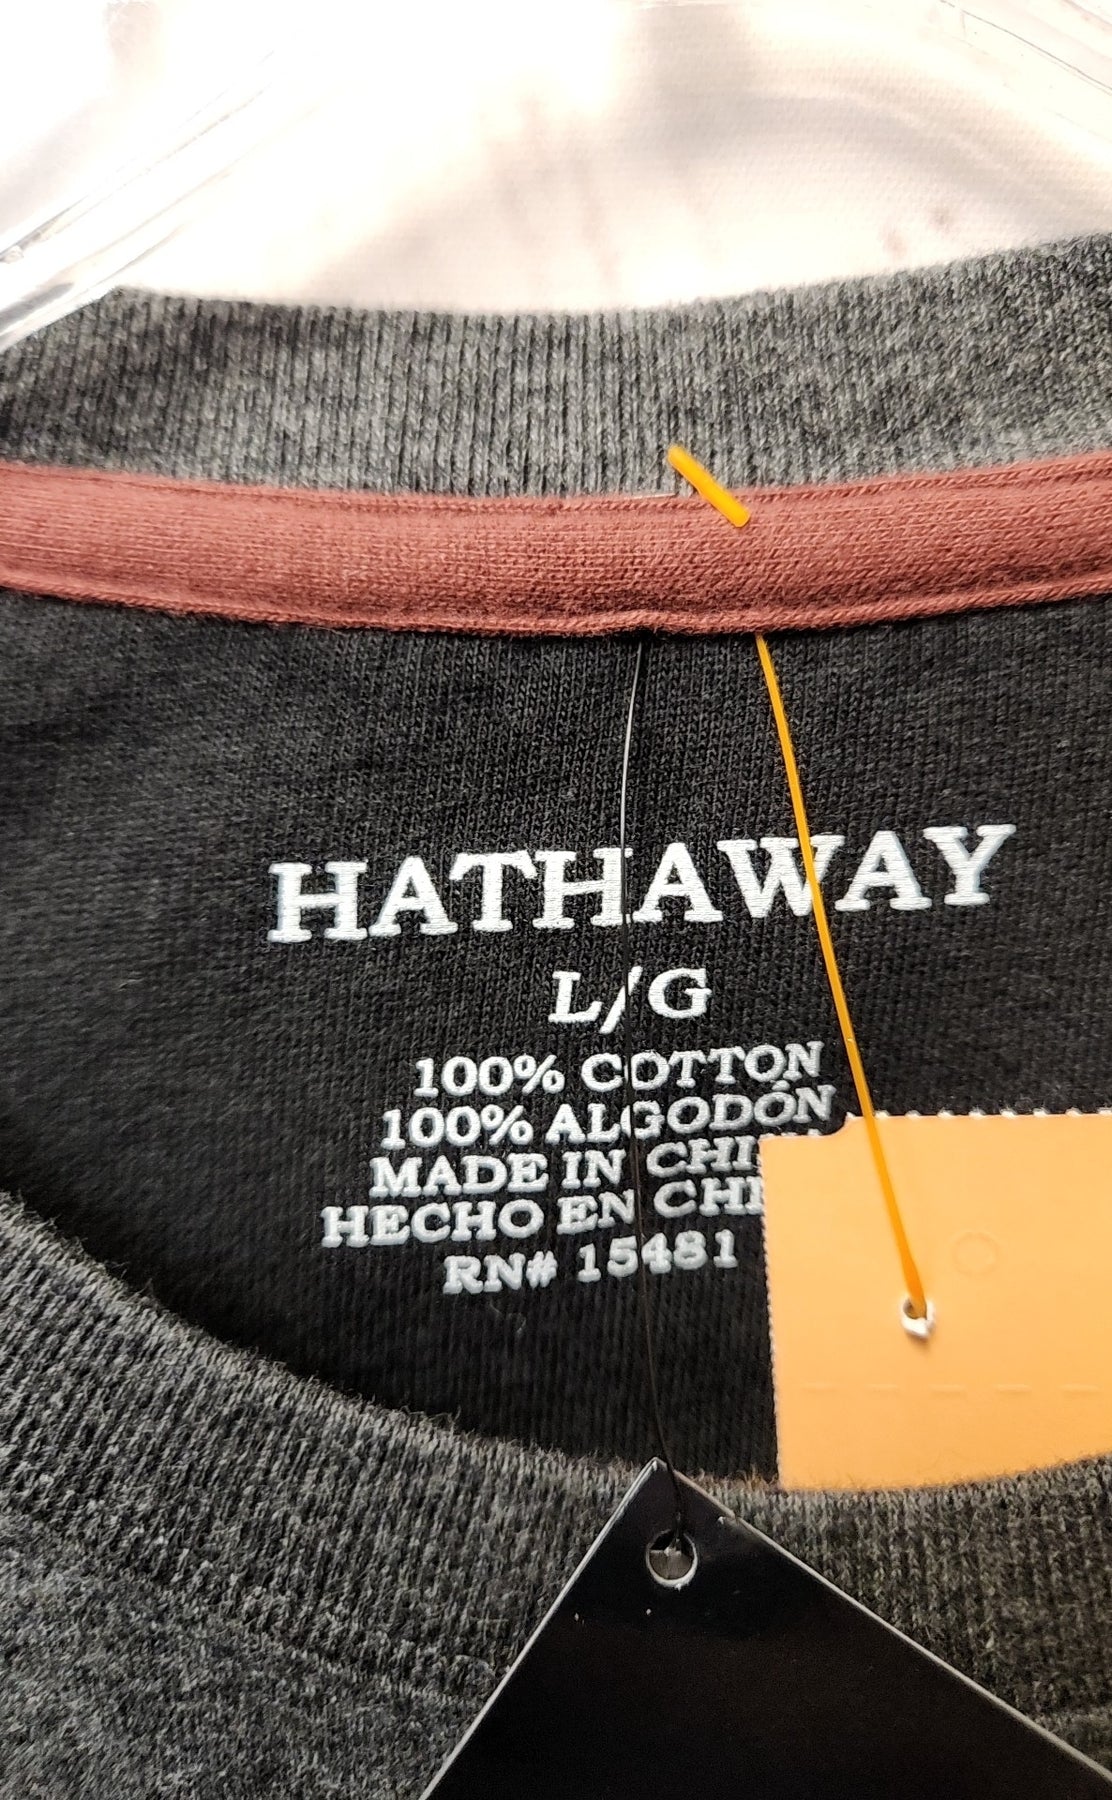 HATHAWAY
L/G
100% COTTON
100% ALGODÓN
MADE IN
HECHO EN
RN# 15481